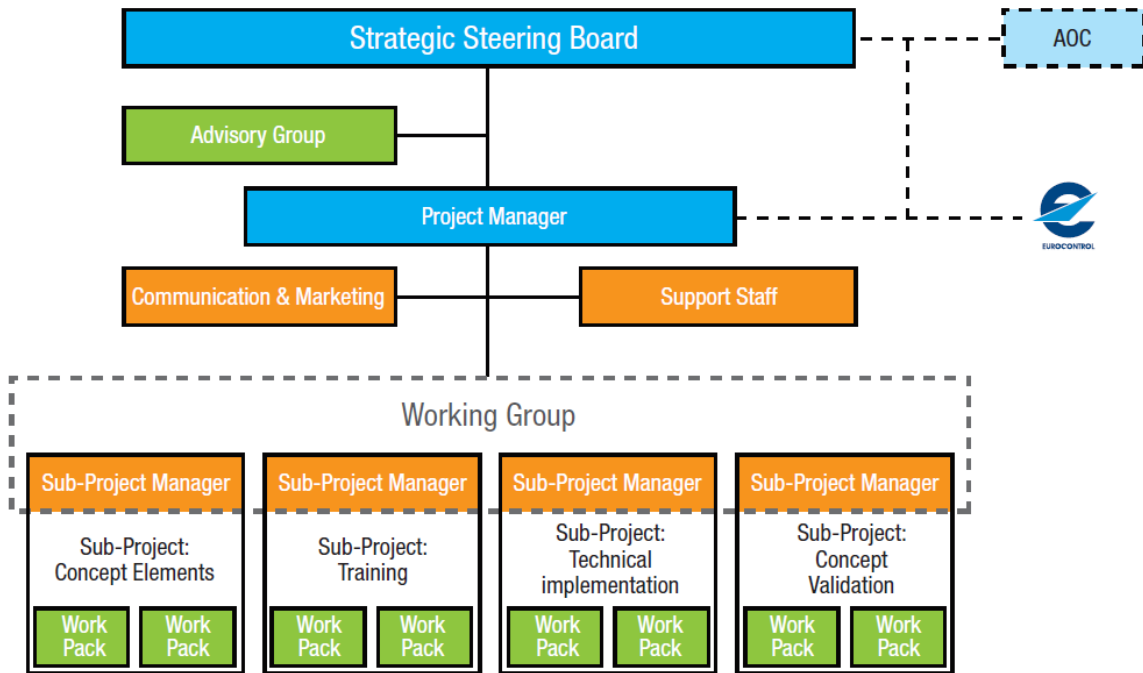 Strategic Steering Board
AOC
Advisory Group
Project Manager
EUROCONTROL
Communication & Marketing
Support Staff
Working Group
Sub-Project Manager
Sub-Project Manager
Sub-Project Manager
Sub-Project Manager
Sub-Project:
Concept Elements
Sub-Project:
Training
Sub-Project:
Technical
implementation
Sub-Project:
Concept
Validation
Work
Pack
Work
Pack
Work
Pack
Work
Pack
Work
Pack
Work
Pack
Work
Pack
Work
Pack